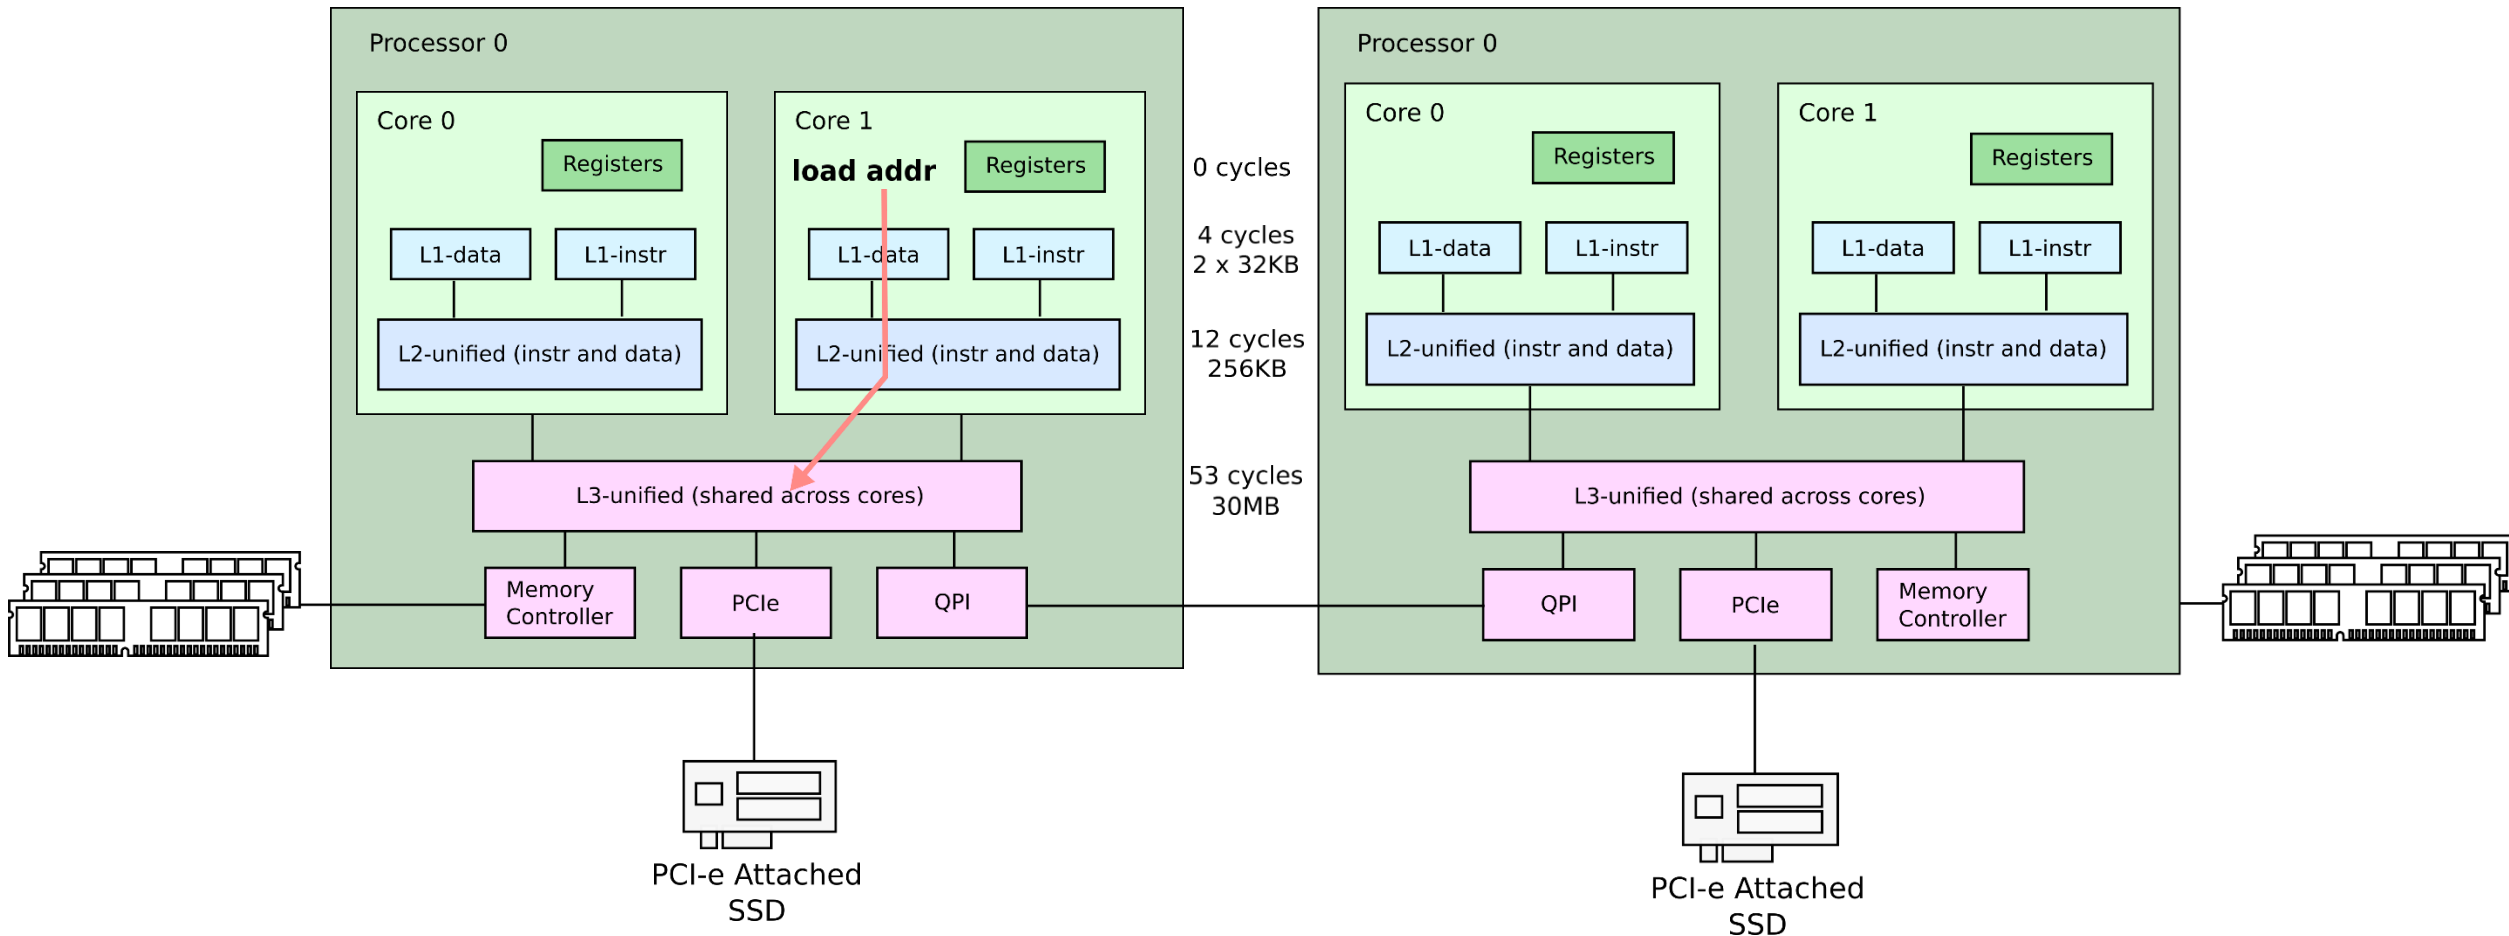 Processor 0
Core 0
Registers
L1-data
L1-instr
L2-unified (instr and data)
Core 1
load addr
Registers
L1-data
L1-instr
L2-unified (instr and data)
L3-unified (shared across cores)
Memory
Controller
PCIe
QPI
PCI-e Attached
SSD
0 cycles
4 cycles
2 x 32KB
12 cycles
256KB
53 cycles
30MB
Processor 0
Core 0
Registers
L1-data
L1-instr
L2-unified (instr and data)
Core 1
Registers
L1-data
L1-instr
L2-unified (instr and data)
L3-unified (shared across cores)
QPI
PCIe
Memory
Controller
PCI-e Attached
SSD